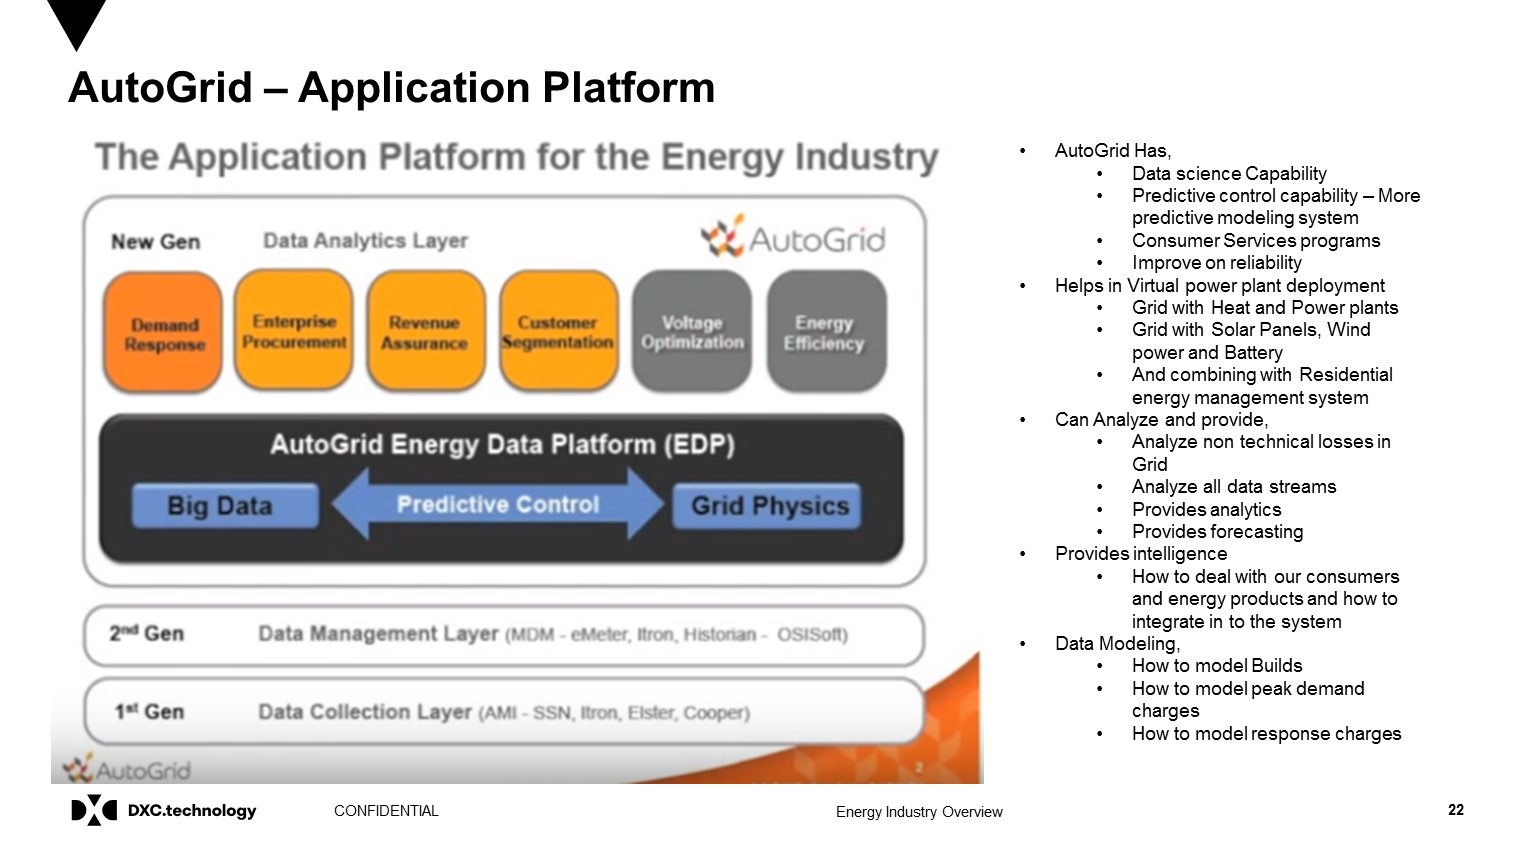 AutoGrid – Application Platform
The Application Platform for the Energy Industry
New Gen
Data Analytics Layer
AutoGrid
Demand
Response
Enterprise
Procurement
Revenue
Assurance
Customer
Segmentation
Voltage
Optimization
Energy
Efficiency
AutoGrid Energy Data Platform (EDP)
Big Data
Predictive Control
Grid Physics
2nd Gen
Data Management Layer (MDM - eMeter, Itron, Historian - OSISoft)
1st Gen
Data Collection Layer (AMI - SSN, Itron, Elster, Cooper)
AutoGrid
2
• AutoGrid Has,
• Data science Capability
• Predictive control capability – More
predictive modeling system
• Consumer Services programs
• Improve on reliability
• Helps in Virtual power plant deployment
• Grid with Heat and Power plants
• Grid with Solar Panels, Wind
power and Battery
• And combining with Residential
energy management system
• Can Analyze and provide,
• Analyze non technical losses in
Grid
• Analyze all data streams
• Provides analytics
• Provides forecasting
• Provides intelligence
• How to deal with our consumers
and energy products and how to
integrate in to the system
• Data Modeling,
• How to model Builds
• How to model peak demand
charges
• How to model response charges
DXC.technology
CONFIDENTIAL
Energy Industry Overview
22